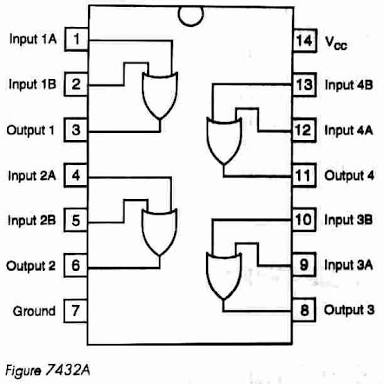 Input 1A 1
Input 1B 2
Output 1 3
Input 2A 4
Input 2B 5
Output 2 6
Ground 7
14 Vcc
13 Input 4B
12 Input 4A
11 Output 4
10 Input 3B
9 Input 3A
8 Output 3
Figure 7432A